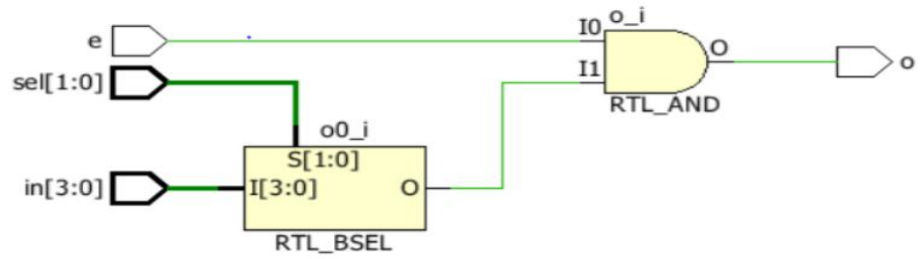 e
sel[1:0]
in[3:0]
o0_i
S[1:0]
I[3:0]
O
RTL_BSEL
o_i
I0
I1
O
RTL_AND
o